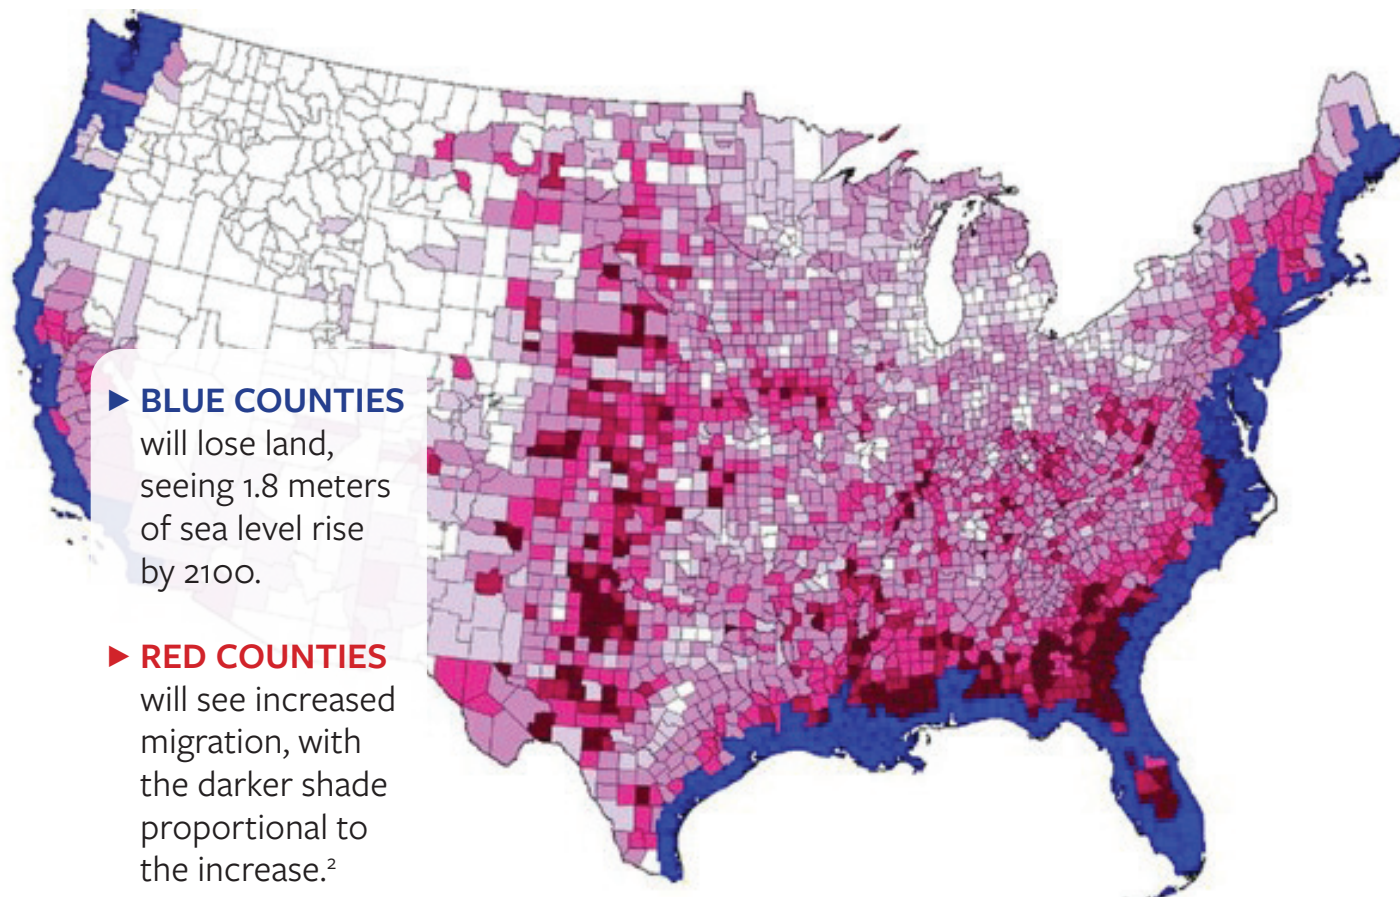 ▶ BLUE COUNTIES
will lose land,
seeing 1.8 meters
of sea level rise
by 2100.
▶ RED COUNTIES
will see increased
migration, with
the darker shade
proportional to
the increase.²